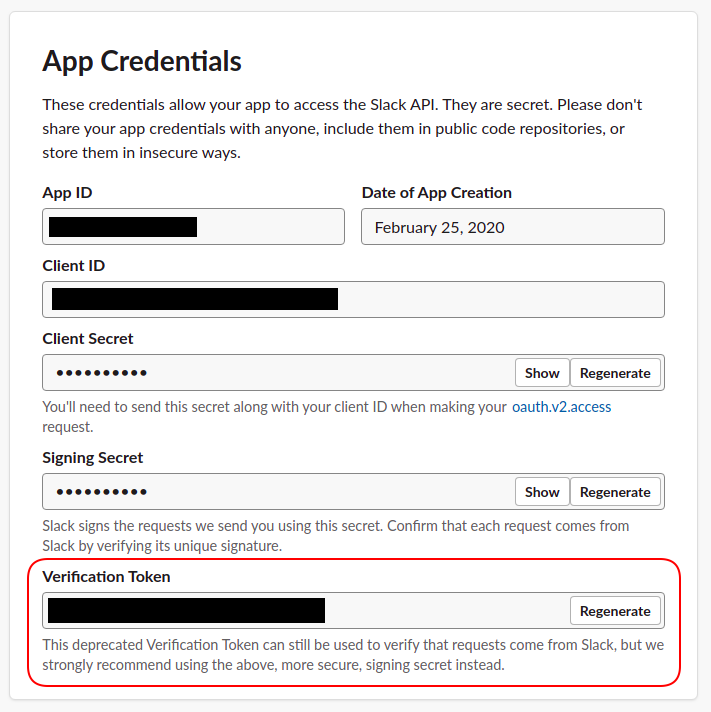 App Credentials
These credentials allow your app to access the Slack API. They are secret. Please don't
share your app credentials with anyone, include them in public code repositories, or
store them in insecure ways.
App ID
Date of App Creation
February 25, 2020
Client ID
Client Secret
●●●●●●●●●● Show Regenerate
You'll need to send this secret along with your client ID when making your oauth.v2.access
request.
Signing Secret
●●●●●●●●●● Show Regenerate
Slack signs the requests we send you using this secret. Confirm that each request comes from
Slack by verifying its unique signature.
Verification Token
Regenerate
This deprecated Verification Token can still be used to verify that requests come from Slack, but we
strongly recommend using the above, more secure, signing secret instead.